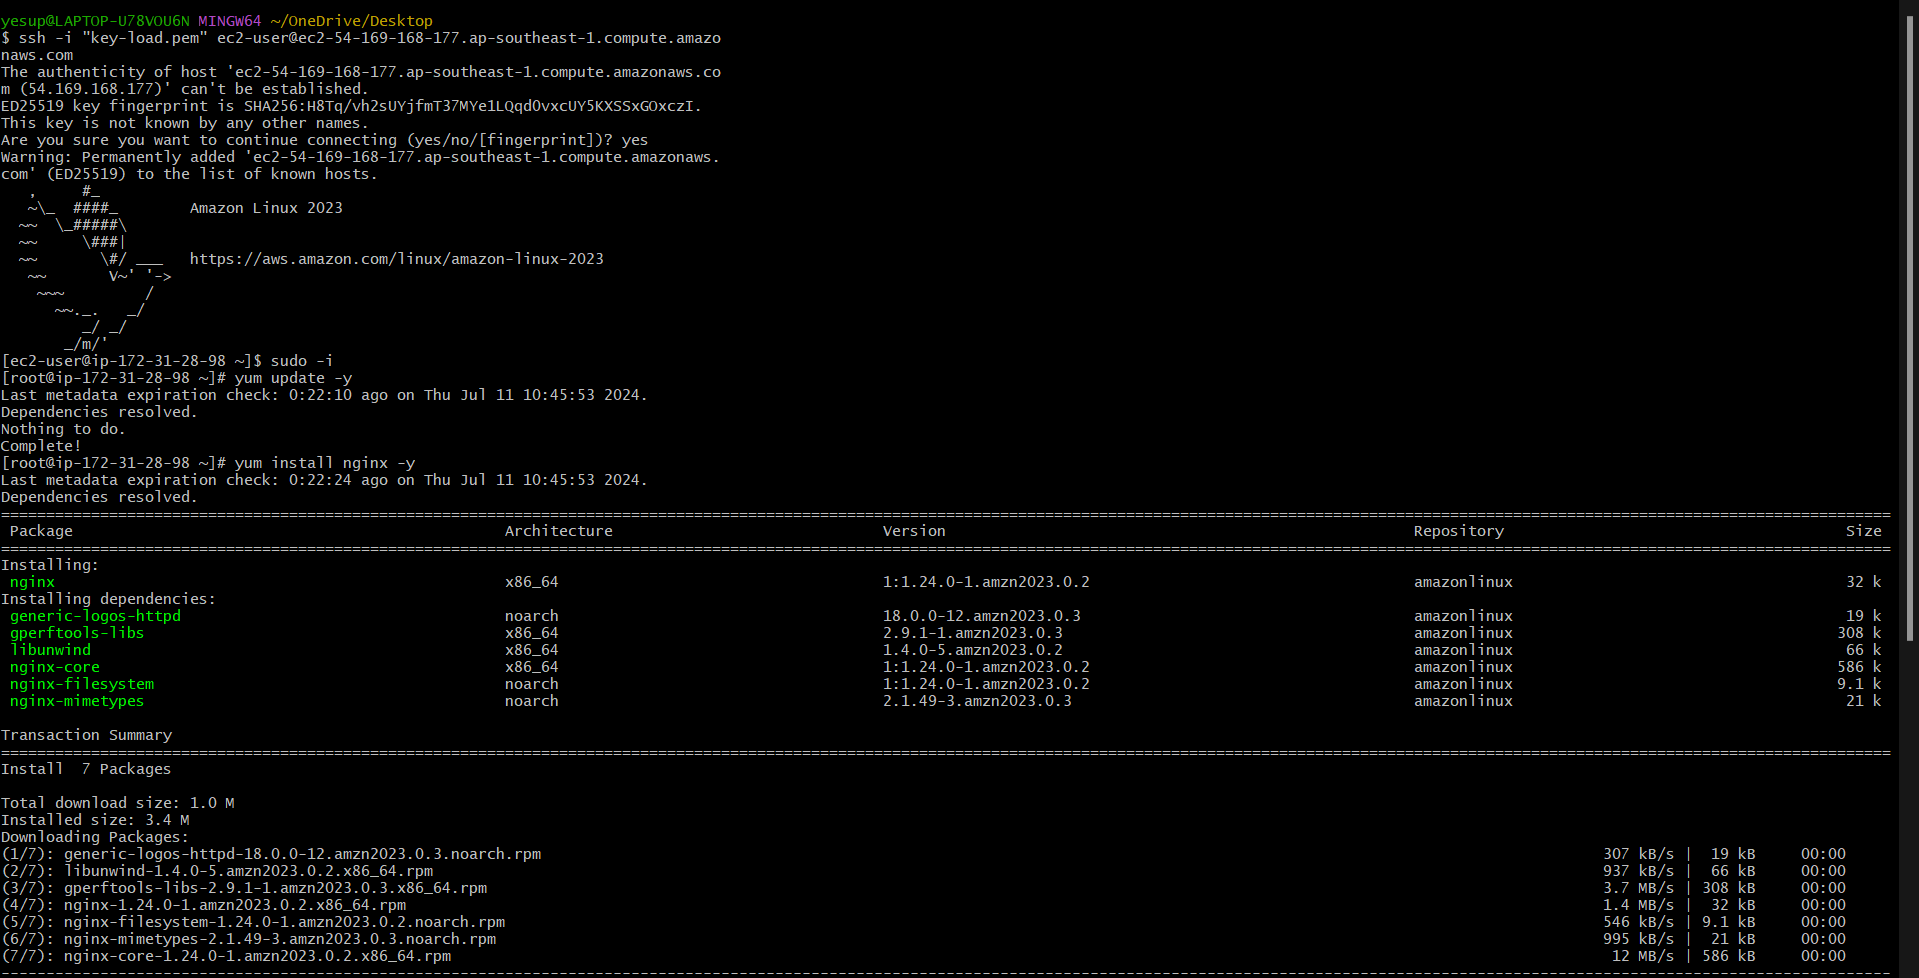 yesup@LAPTOP-U78VOU6N MINGW64 ~/OneDrive/Desktop
$ ssh -i "key-load.pem" ec2-user@ec2-54-169-168-177.ap-southeast-1.compute.amazo
naws.com
The authenticity of host 'ec2-54-169-168-177.ap-southeast-1.compute.amazonaws.co
m (54.169.168.177)' can't be established.
ED25519 key fingerprint is SHA256:H8Tq/vh2sUYjfmT37MYe1LQqd0vxcUY5KXSSxGOxczI.
This key is not known by any other names.
Are you sure you want to continue connecting (yes/no/[fingerprint])? yes
Warning: Permanently added 'ec2-54-169-168-177.ap-southeast-1.compute.amazonaws.
com' (ED25519) to the list of known hosts.
   ,     #_
   ~\_  ####_        Amazon Linux 2023
  ~~  \_#####\
  ~~     \###|
  ~~       \#/ ___   https://aws.amazon.com/linux/amazon-linux-2023
   ~~       V~' '->
    ~~~         /
      ~~._.   _/
         _/ _/
       _/m/'
[ec2-user@ip-172-31-28-98 ~]$ sudo -i
[root@ip-172-31-28-98 ~]# yum update -y
Last metadata expiration check: 0:22:10 ago on Thu Jul 11 10:45:53 2024.
Dependencies resolved.
Nothing to do.
Complete!
[root@ip-172-31-28-98 ~]# yum install nginx -y
Last metadata expiration check: 0:22:24 ago on Thu Jul 11 10:45:53 2024.
Dependencies resolved.
Package Architecture Version Repository Size
Installing:
nginx x86_64 1:1.24.0-1.amzn2023.0.2 amazonlinux 32 k
Installing dependencies:
generic-logos-httpd noarch 18.0.0-12.amzn2023.0.3 amazonlinux 19 k
gperftools-libs x86_64 2.9.1-1.amzn2023.0.3 amazonlinux 308 k
libunwind x86_64 1.4.0-5.amzn2023.0.2 amazonlinux 66 k
nginx-core x86_64 1:1.24.0-1.amzn2023.0.2 amazonlinux 586 k
nginx-filesystem noarch 1:1.24.0-1.amzn2023.0.2 amazonlinux 9.1 k
nginx-mimetypes noarch 2.1.49-3.amzn2023.0.3 amazonlinux 21 k
Transaction Summary
Install  7 Packages
Total download size: 1.0 M
Installed size: 3.4 M
Downloading Packages:
(1/7): generic-logos-httpd-18.0.0-12.amzn2023.0.3.noarch.rpm 307 kB/s |  19 kB     00:00
(2/7): libunwind-1.4.0-5.amzn2023.0.2.x86_64.rpm 937 kB/s |  66 kB     00:00
(3/7): gperftools-libs-2.9.1-1.amzn2023.0.3.x86_64.rpm 3.7 MB/s | 308 kB     00:00
(4/7): nginx-1.24.0-1.amzn2023.0.2.x86_64.rpm 1.4 MB/s |  32 kB     00:00
(5/7): nginx-filesystem-1.24.0-1.amzn2023.0.2.noarch.rpm 546 kB/s | 9.1 kB     00:00
(6/7): nginx-mimetypes-2.1.49-3.amzn2023.0.3.noarch.rpm 995 kB/s |  21 kB     00:00
(7/7): nginx-core-1.24.0-1.amzn2023.0.2.x86_64.rpm 12 MB/s | 586 kB     00:00